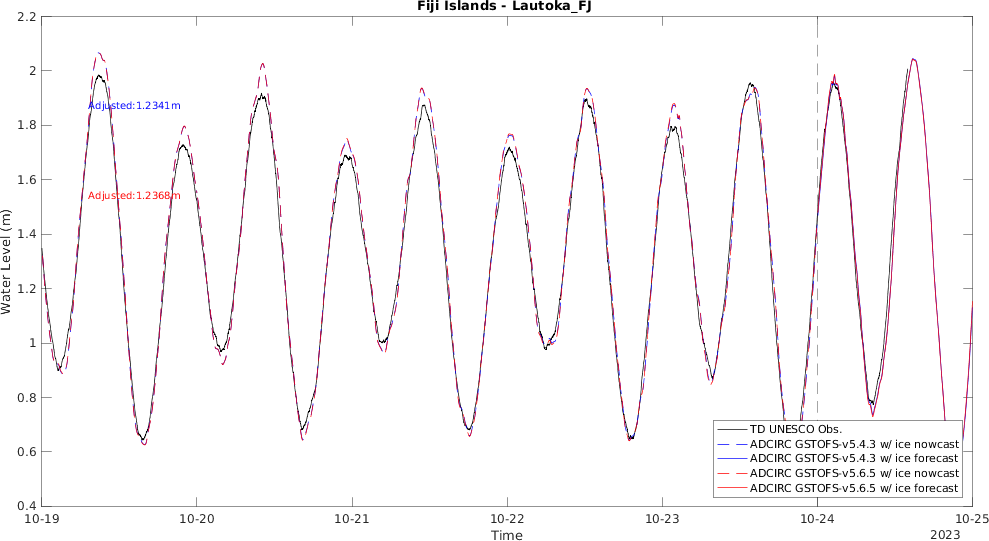 Fiji Islands - Lautoka_FJ
2.2
2
1.8
1.6
1.4
1.2
1
0.8
0.6
0.4
Water Level (m)
Adjusted:1.2341m
Adjusted:1.2368m
TD UNESCO Obs.
ADCIRC GSTOFS-v5.4.3 w/ ice nowcast
ADCIRC GSTOFS-v5.4.3 w/ ice forecast
ADCIRC GSTOFS-v5.6.5 w/ ice nowcast
ADCIRC GSTOFS-v5.6.5 w/ ice forecast
10-19 10-20 10-21 10-22 10-23 10-24 10-25
Time
2023